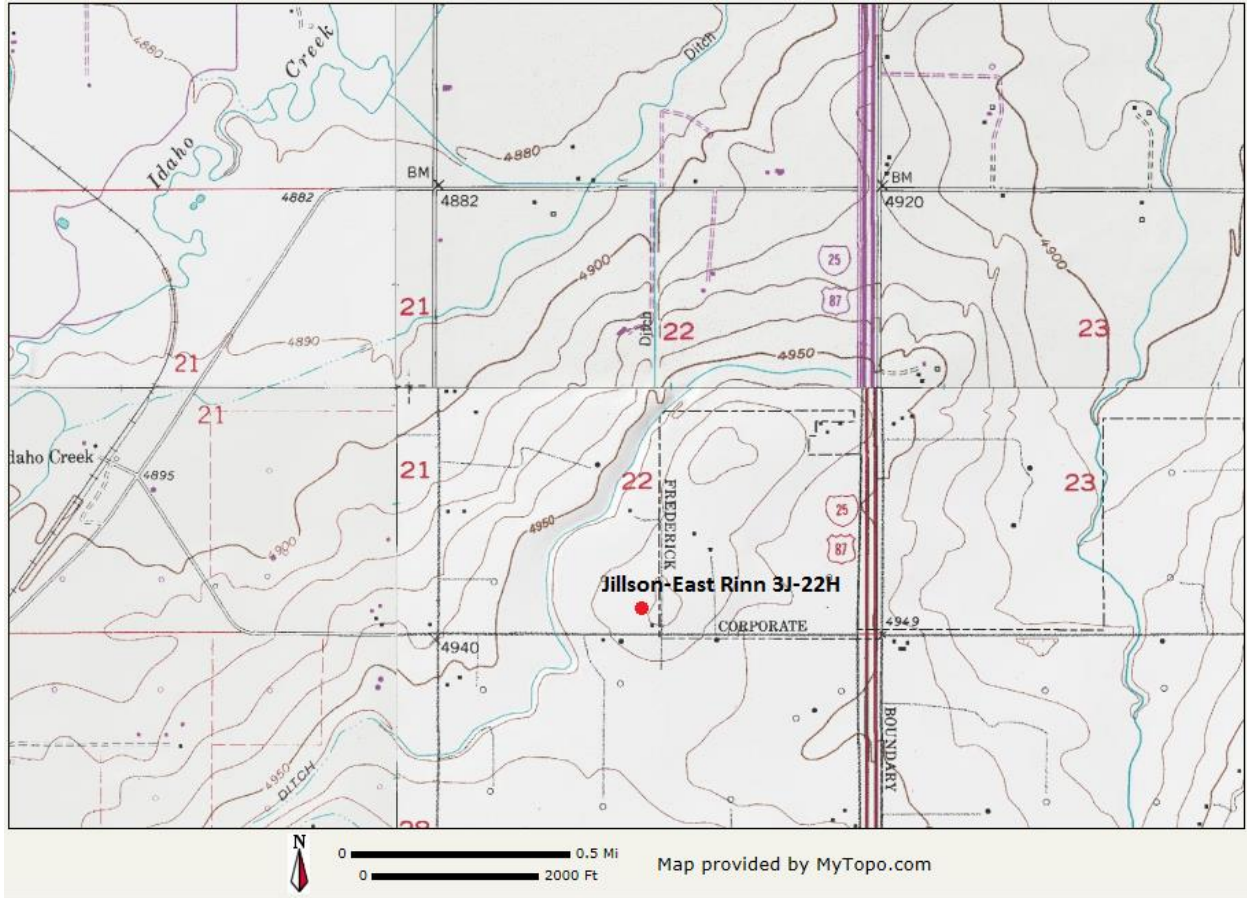 4880
Idaho Creek
Ditch
4880
BM
BM
4882
4882
4920
4900
4900
25
87
21
Ditch
22
23
4890
4950
21
21
daho Creek
4895
21
22
FREDERICK
23
4950
25
87
4900
Jillson-East Rinn 3J-22H
CORPORATE
4949
4940
BOUNDARY
4950
DITCH
N
0 0.5 Mi
0 2000 Ft
Map provided by MyTopo.com